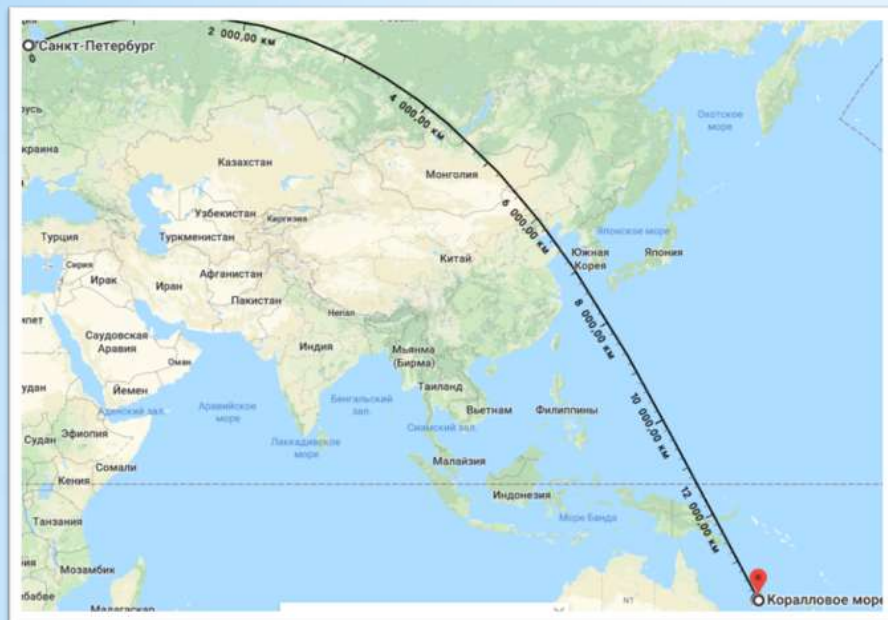 Россия
2 000,00 км
Санкт-Петербург
0
Охотское
море
4 000,00 км
Казахстан
Монголия
6 000,00 км
Узбекистан
Киргизия
Японское море
Турция
Туркменистан
Южная
Корея
Япония
Китай
Сирия
Афганистан
Ирак
Иран
Пакистан
8 000,00 км
Саудовская
Аравия
Индия
Мьянма
(Бирма)
Оман
Таиланд
Йемен
Бенгальский
зал.
Аравийское
море
10 000,00 км
Вьетнам
Филиппины
Аденский зал.
Сиамский зал.
Эфиопия
Судан
Лаккадивское
море
Сомали
Малайзия
Кения
Индонезия
12 000,00 км
Море Банда
Танзания
Мозамбик
Мадагаскар
NT
Коралловое море